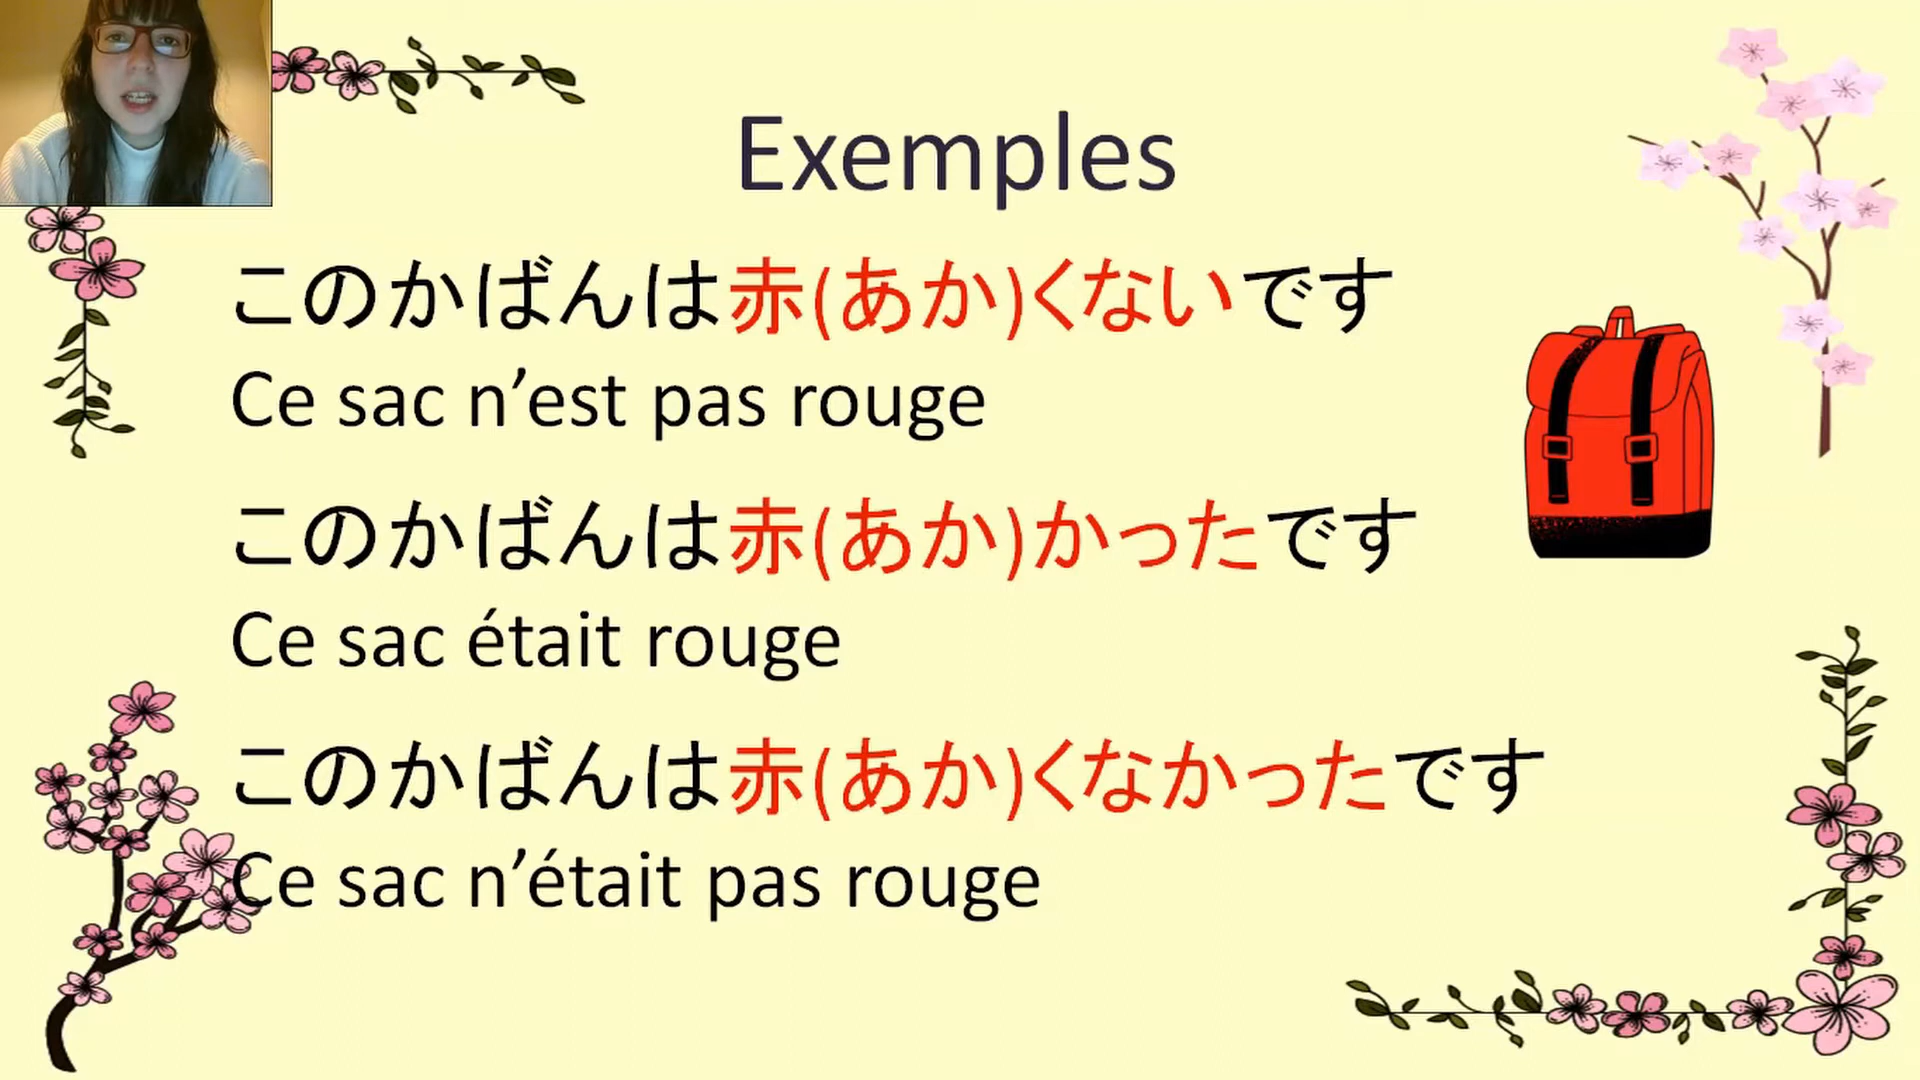 Exemples
このかばんは赤(あか)くないです
Ce sac n’est pas rouge
このかばんは赤(あか)かったです
Ce sac était rouge
このかばんは赤(あか)くなかったです
Ce sac n’était pas rouge